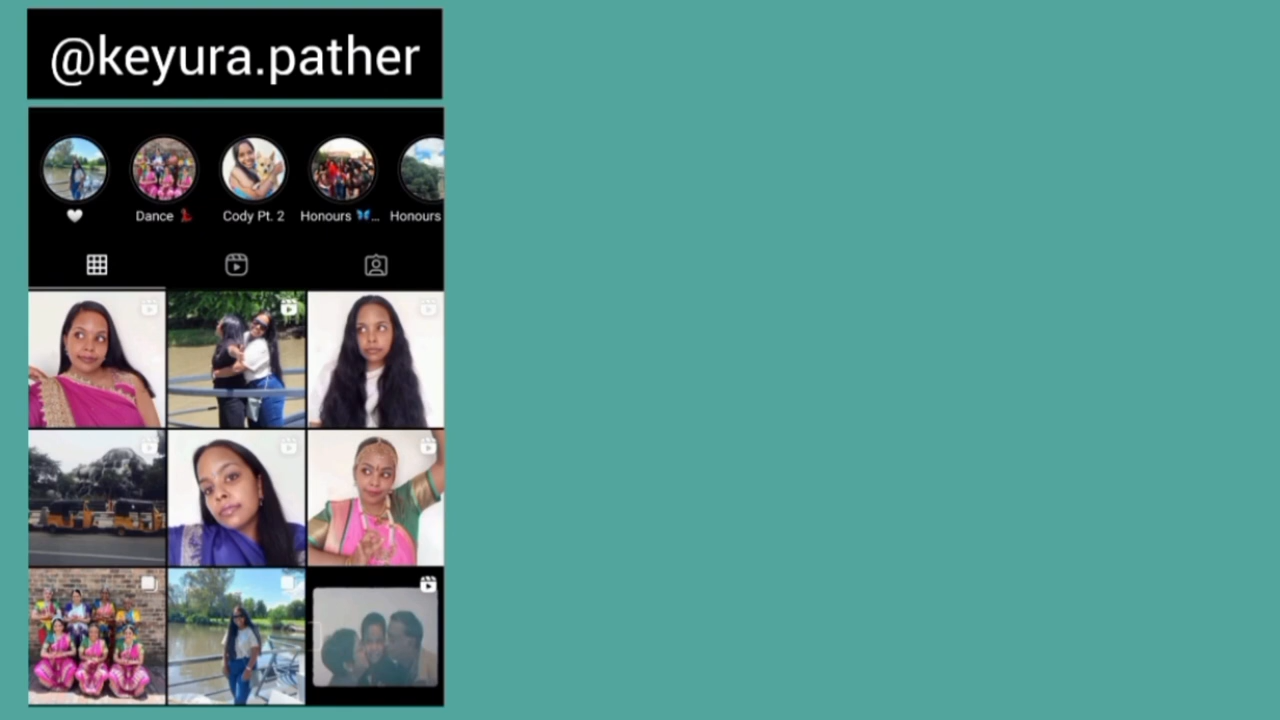 @keyura.pather
🤍
Dance 💃
Cody Pt. 2
Honours 🦋...
Honours